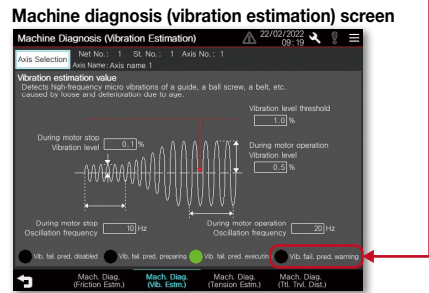 Machine diagnosis (vibration estimation) screen
Machine Diagnosis (Vibration Estimation)
22/02/2022
09:19
Axis Selection
Net No.: 1 St. No.: 1 Axis No.: 1
Axis Name: Axis name 1
Vibration estimation value
Detects high-frequency micro vibrations of a guide, a ball screw, a belt, etc.
caused by loose and deterioration due to age.
Vibration level threshold
1.0 %
During motor stop
Vibration level
0.1 %
During motor operation
Vibration level
0.5 %
During motor stop
Oscillation frequency
10 Hz
During motor operation
Oscillation frequency
20 Hz
Vib. fail. pred. disabled
Vib. fail. pred. preparing
Vib. fail. pred. executin
Vib. fail. pred. warning
Mach. Diag.
(Friction Estm.)
Mach. Diag.
(Vib. Estm.)
Mach. Diag.
(Tension Estm.)
Mach. Diag.
(Ttl. Trvl. Dist.)